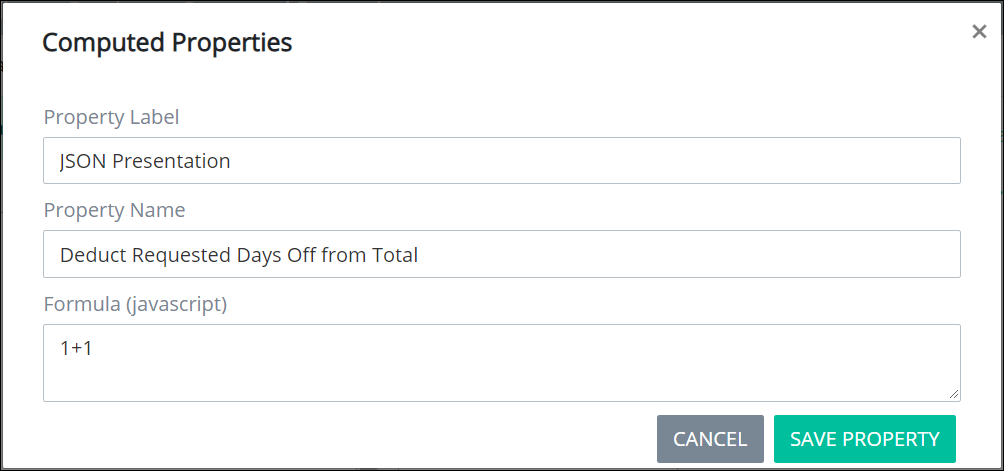 Computed Properties
×
Property Label
JSON Presentation
Property Name
Deduct Requested Days Off from Total
Formula (javascript)
1+1
CANCEL SAVE PROPERTY